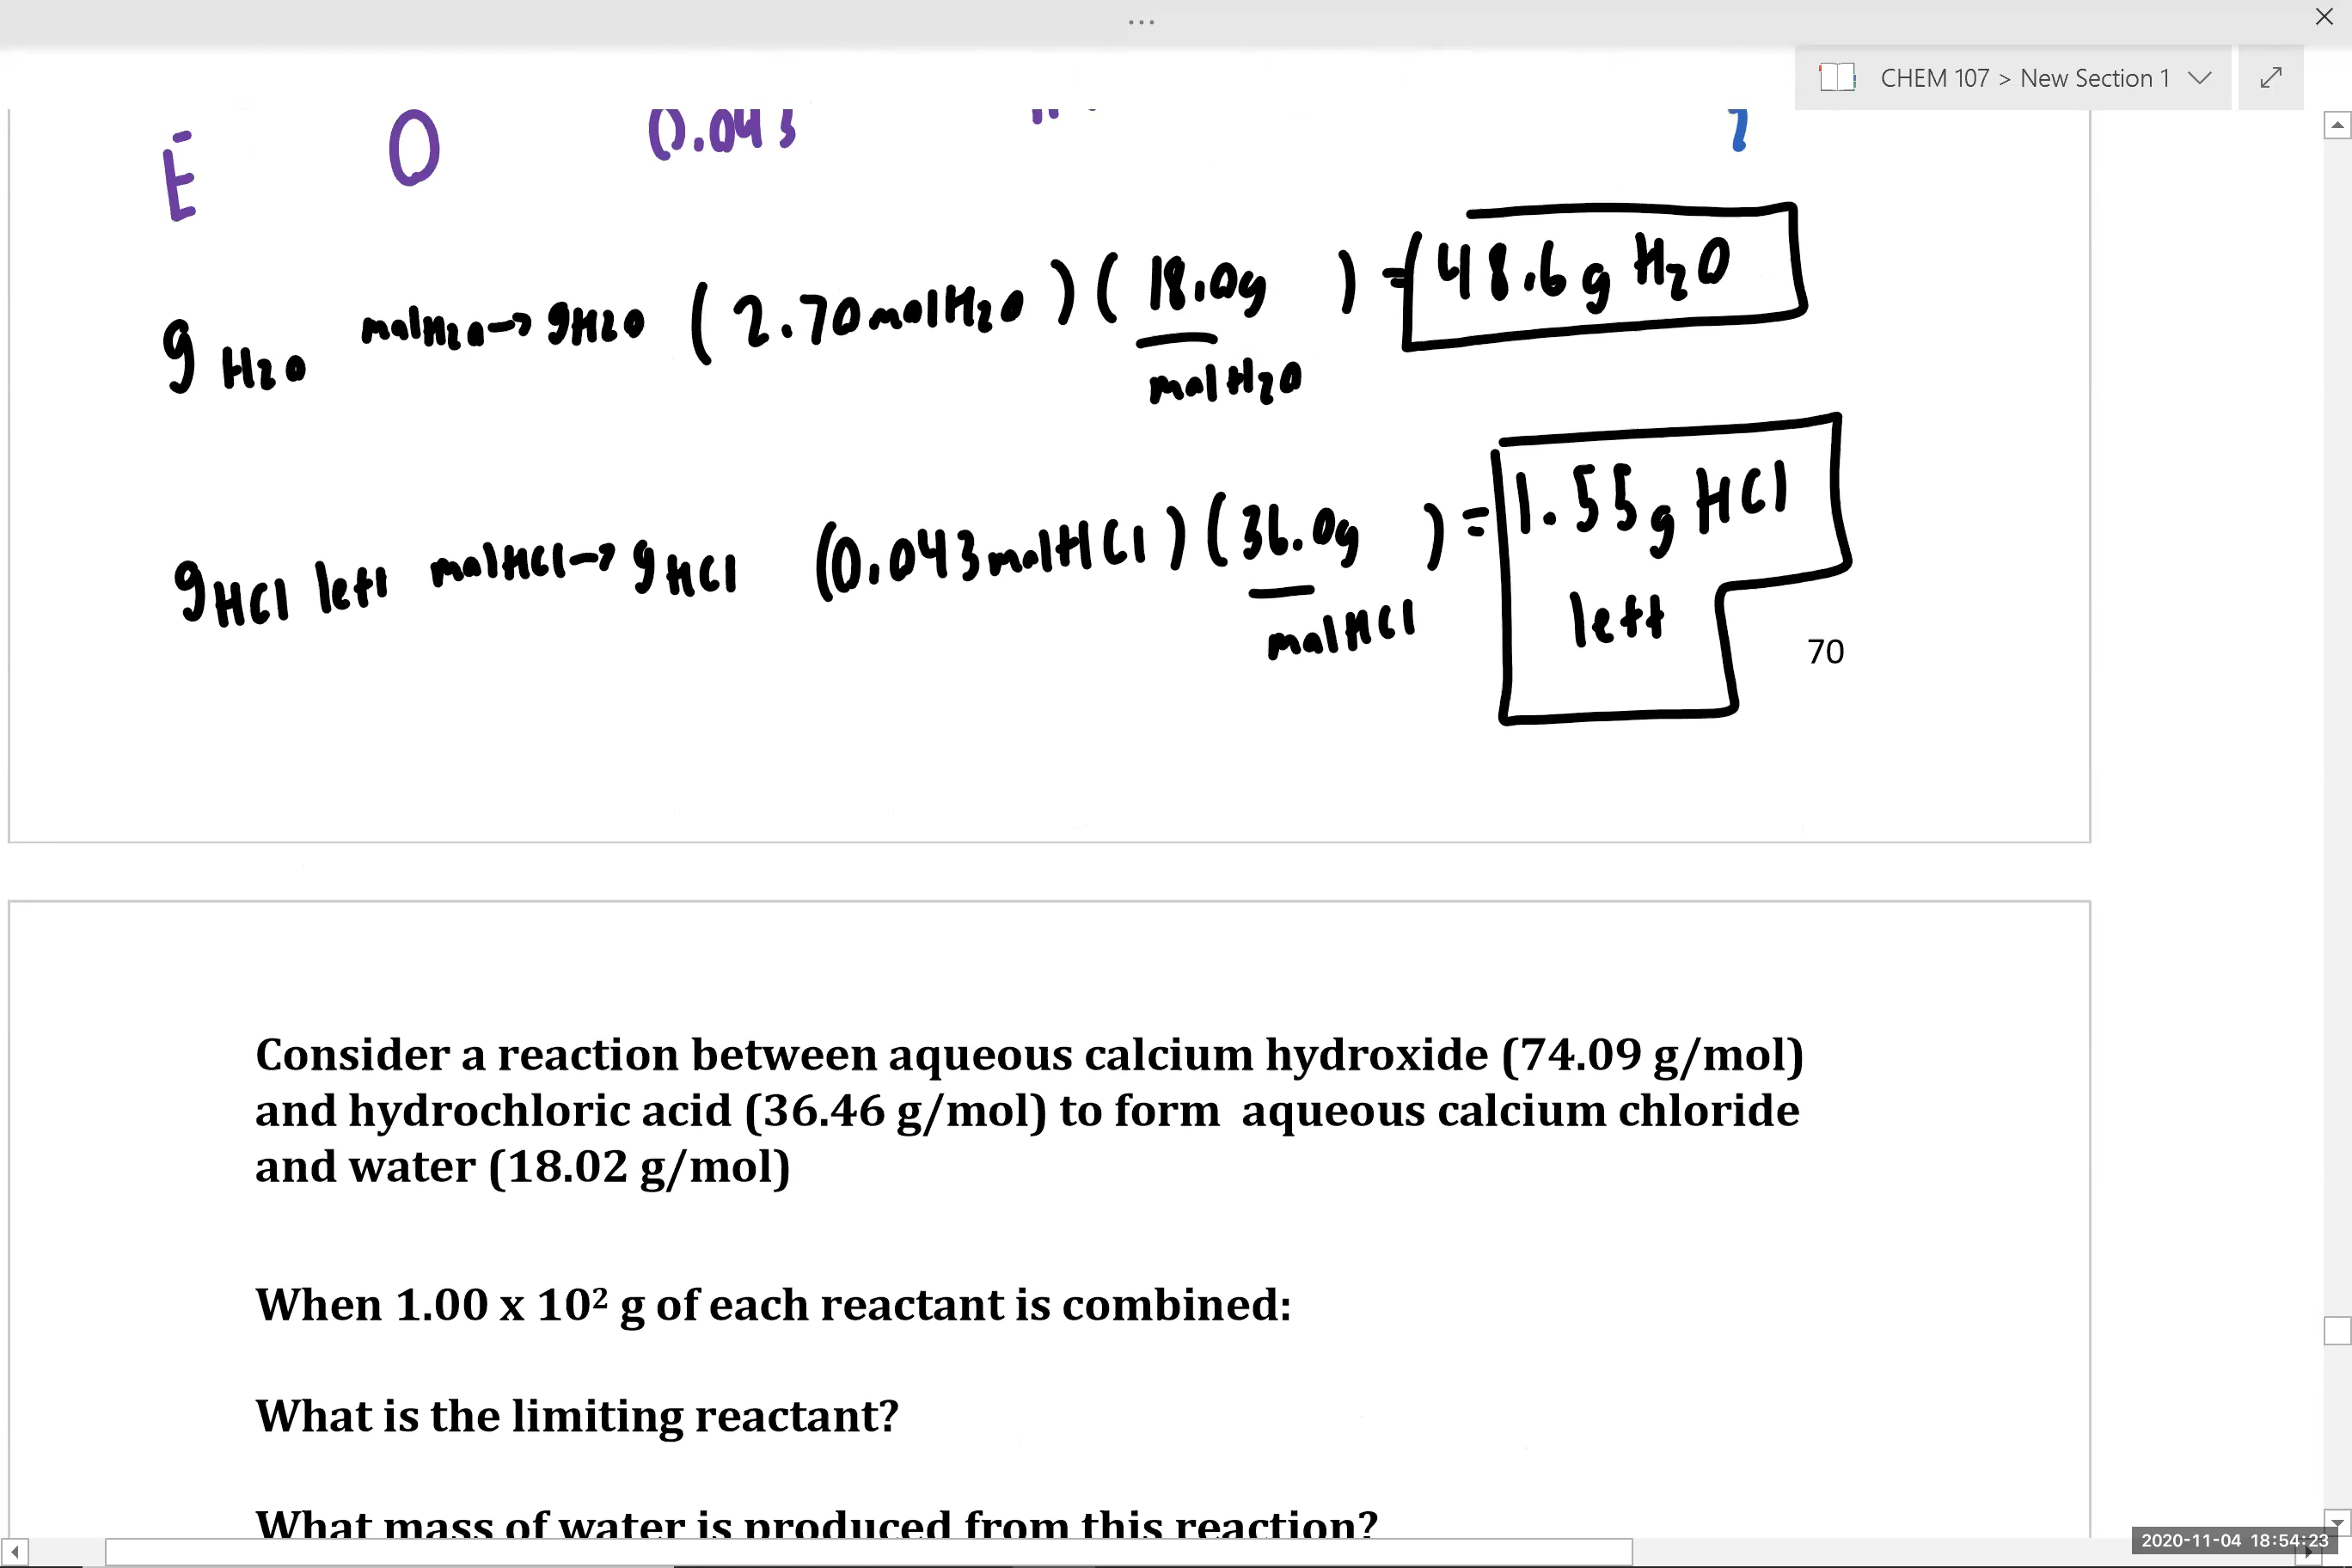 ...
CHEM 107 > New Section 1
E 0 0.043
g H2O mol H2O → g H2O (2.70 mol H2O) (18.0g / mol H2O) = 48.6 g H2O
g HCl left mol HCl → g HCl (0.043 mol HCl) (36.0g / mol HCl) = 1.55 g HCl
left
70
Consider a reaction between aqueous calcium hydroxide (74.09 g/mol)
and hydrochloric acid (36.46 g/mol) to form aqueous calcium chloride
and water (18.02 g/mol)
When 1.00 x 10² g of each reactant is combined:
What is the limiting reactant?
What mass of water is produced from this reaction?
2020-11-04 18:54:23